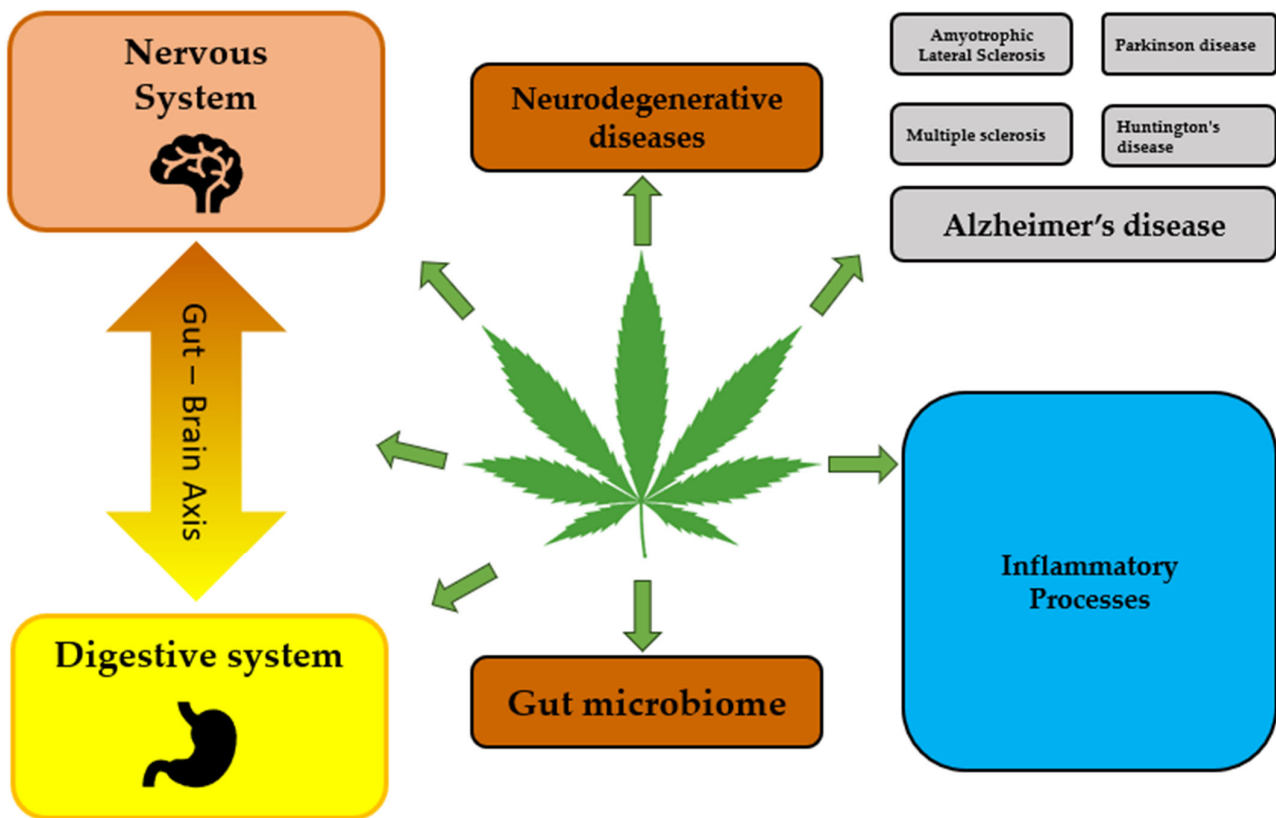 Nervous
System
Gut – Brain Axis
Digestive system
Neurodegenerative
diseases
Gut microbiome
Amyotrophic
Lateral Sclerosis
Parkinson disease
Multiple sclerosis
Huntington's
disease
Alzheimer’s disease
Inflammatory
Processes